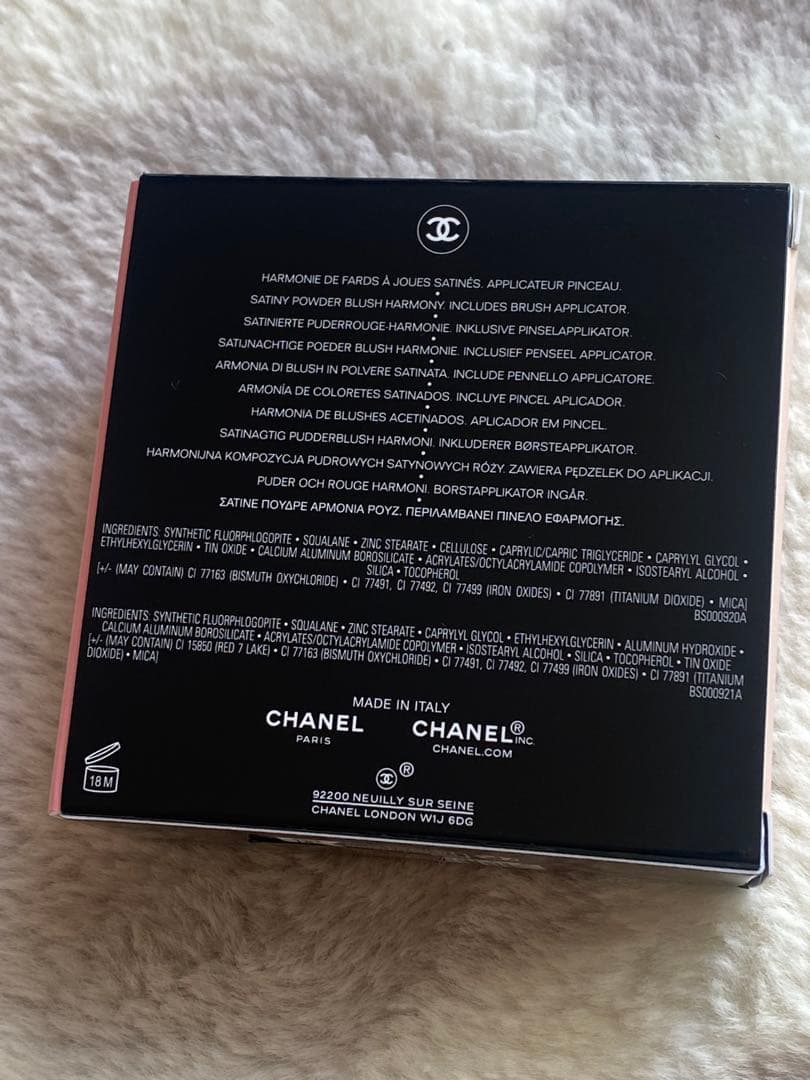 HARMONIE DE FARDS À JOUES SATINÉS. APPLICATEUR PINCEAU.
SATINY POWDER BLUSH HARMONY. INCLUDES BRUSH APPLICATOR.
SATINIERTE PUDERROUGE-HARMONIE. INKLUSIVE PINSELAPPLIKATOR.
SATIJNACHTIGE POEDER BLUSH HARMONIE. INCLUSIEF PENSEEL APPLICATOR.
ARMONIA DI BLUSH IN POLVERE SATINATA. INCLUDE PENNELLO APPLICATORE.
ARMONÍA DE COLORETES SATINADOS. INCLUYE PINCEL APLICADOR.
HARMONIA DE BLUSHES ACETINADOS. APLICADOR EM PINCEL.
SATINAGTIG PUDDERBLUSH HARMONI. INKLUDERER BØRSTEAPPLIKATOR.
HARMONIJNA KOMPOZYCJA PUDROWYCH SATYNOWYCH RÓŻY. ZAWIERA PĘDZELEK DO APLIKACJI.
PUDER OCH ROUGE HARMONI. BORSTAPPLIKATOR INGÅR.
ΣΑΤΙΝΕ ΠΟΥΔΡΕ ΑΡΜΟΝΙΑ ΡΟΥΖ. ΠΕΡΙΛΑΜΒΑΝΕΙ ΠΙΝΕΛΟ ΕΦΑΡΜΟΓΗΣ.
INGREDIENTS: SYNTHETIC FLUORPHLOGOPITE • SQUALANE • ZINC STEARATE • CELLULOSE • CAPRYLIC/CAPRIC TRIGLYCERIDE • CAPRYLYL GLYCOL •
ETHYLHEXYLGLYCERIN • TIN OXIDE • CALCIUM ALUMINUM BOROSILICATE • ACRYLATES/OCTYLACRYLAMIDE COPOLYMER • ISOSTEARYL ALCOHOL •
SILICA • TOCOPHEROL
[+/- (MAY CONTAIN) CI 77163 (BISMUTH OXYCHLORIDE) • CI 77491, CI 77492, CI 77499 (IRON OXIDES) • CI 77891 (TITANIUM DIOXIDE) • MICA]
BS000920A
INGREDIENTS: SYNTHETIC FLUORPHLOGOPITE • SQUALANE • ZINC STEARATE • CAPRYLYL GLYCOL • ETHYLHEXYLGLYCERIN • ALUMINUM HYDROXIDE •
CALCIUM ALUMINUM BOROSILICATE • ACRYLATES/OCTYLACRYLAMIDE COPOLYMER • ISOSTEARYL ALCOHOL • SILICA • TOCOPHEROL • TIN OXIDE
[+/- (MAY CONTAIN) CI 15850 (RED 7 LAKE) • CI 77163 (BISMUTH OXYCHLORIDE) • CI 77491, CI 77492, CI 77499 (IRON OXIDES) • CI 77891 (TITANIUM
DIOXIDE) • MICA]
BS000921A
MADE IN ITALY
CHANEL
PARIS
CHANEL® INC.
CHANEL.COM
18 M
®
92200 NEUILLY SUR SEINE
CHANEL LONDON W1J 6DG